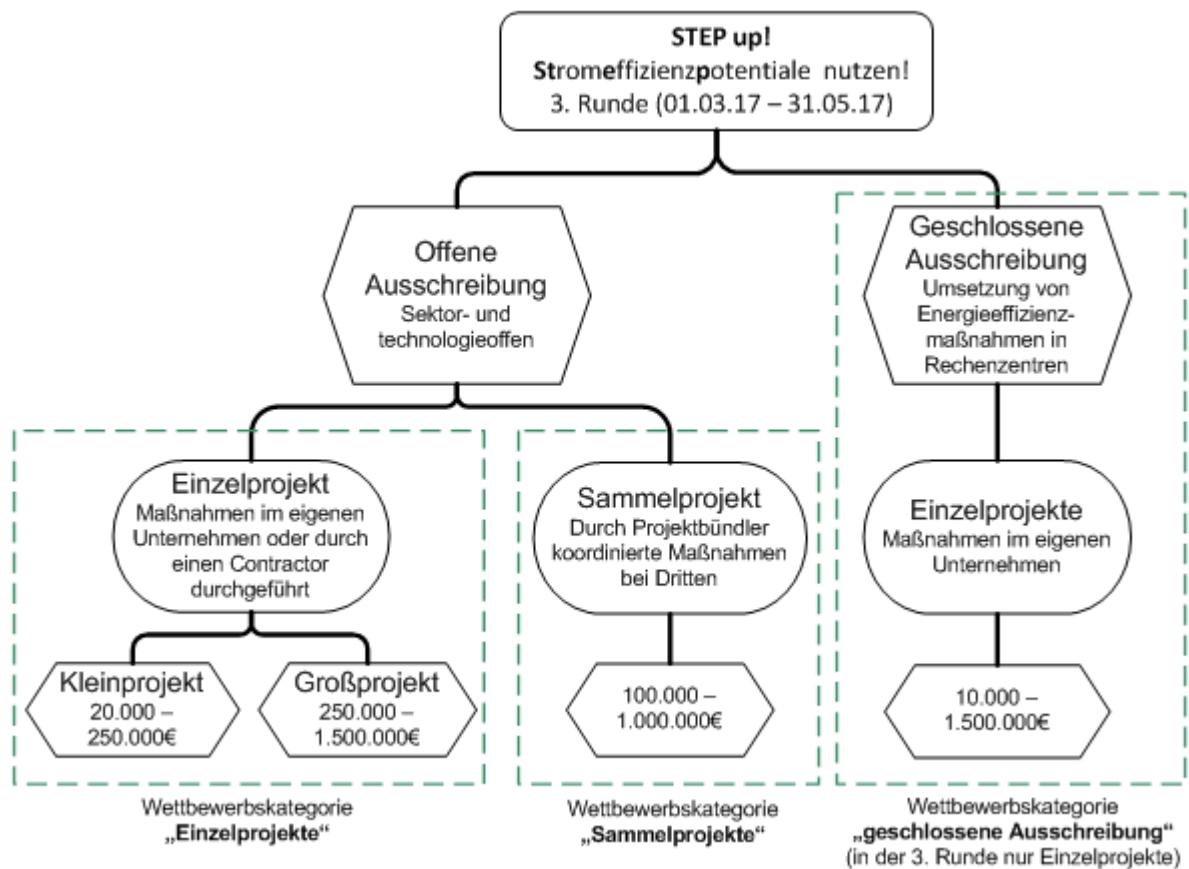 STEP up!
Stromeffizienzpotentiale nutzen!
3. Runde (01.03.17 – 31.05.17)
Offene
Ausschreibung
Sektor- und
technologieoffen
Geschlossene
Ausschreibung
Umsetzung von
Energieeffizienz-
maßnahmen in
Rechenzentren
Einzelprojekt
Maßnahmen im eigenen
Unternehmen oder durch
einen Contractor
durchgeführt
Sammelprojekt
Durch Projektbündler
koordinierte Maßnahmen
bei Dritten
Einzelprojekte
Maßnahmen im eigenen
Unternehmen
Kleinprojekt
20.000 –
250.000€
Großprojekt
250.000 –
1.500.000€
100.000 –
1.000.000€
10.000 –
1.500.000€
Wettbewerbskategorie
„Einzelprojekte“
Wettbewerbskategorie
„Sammelprojekte“
Wettbewerbskategorie
„geschlossene Ausschreibung“
(in der 3. Runde nur Einzelprojekte)